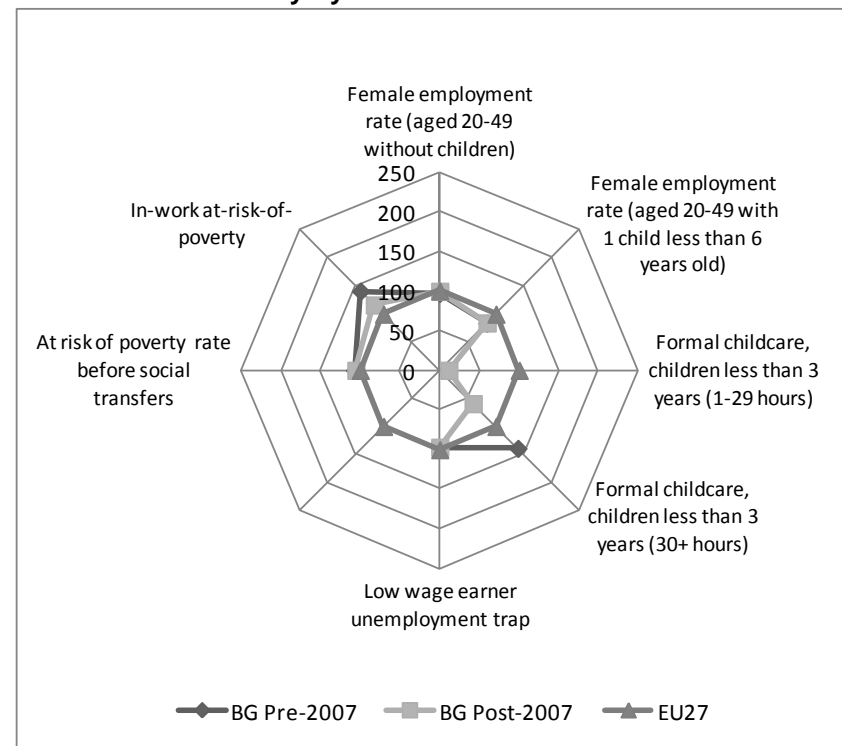 Female employment
rate (aged 20-49
without children)
250
200
150
100
50
0
Female employment
rate (aged 20-49 with
1 child less than 6
years old)
Formal childcare,
children less than 3
years (1-29 hours)
Formal childcare,
children less than 3
years (30+ hours)
Low wage earner
unemployment trap
At risk of poverty rate
before social
transfers
In-work at-risk-of-
poverty
BG Pre-2007
BG Post-2007
EU27